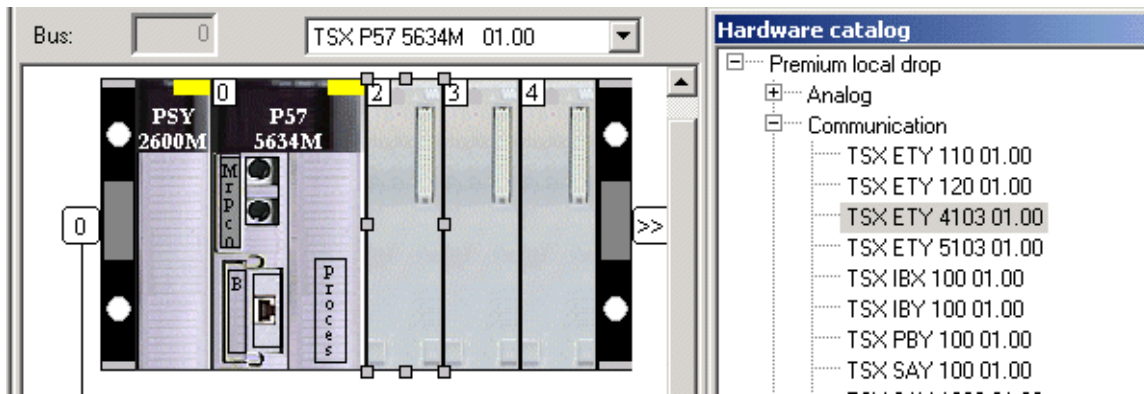 Bus:
0
TSX P57 5634M 01.00
Hardware catalog
PSY
2600M
0
P57
5634M
2
3
4
M
r
P
c
0
>>
B
P
r
o
c
e
s
Premium local drop
Analog
Communication
TSX ETY 110 01.00
TSX ETY 120 01.00
TSX ETY 4103 01.00
TSX ETY 5103 01.00
TSX IBX 100 01.00
TSX IBY 100 01.00
TSX PBY 100 01.00
TSX SAY 100 01.00